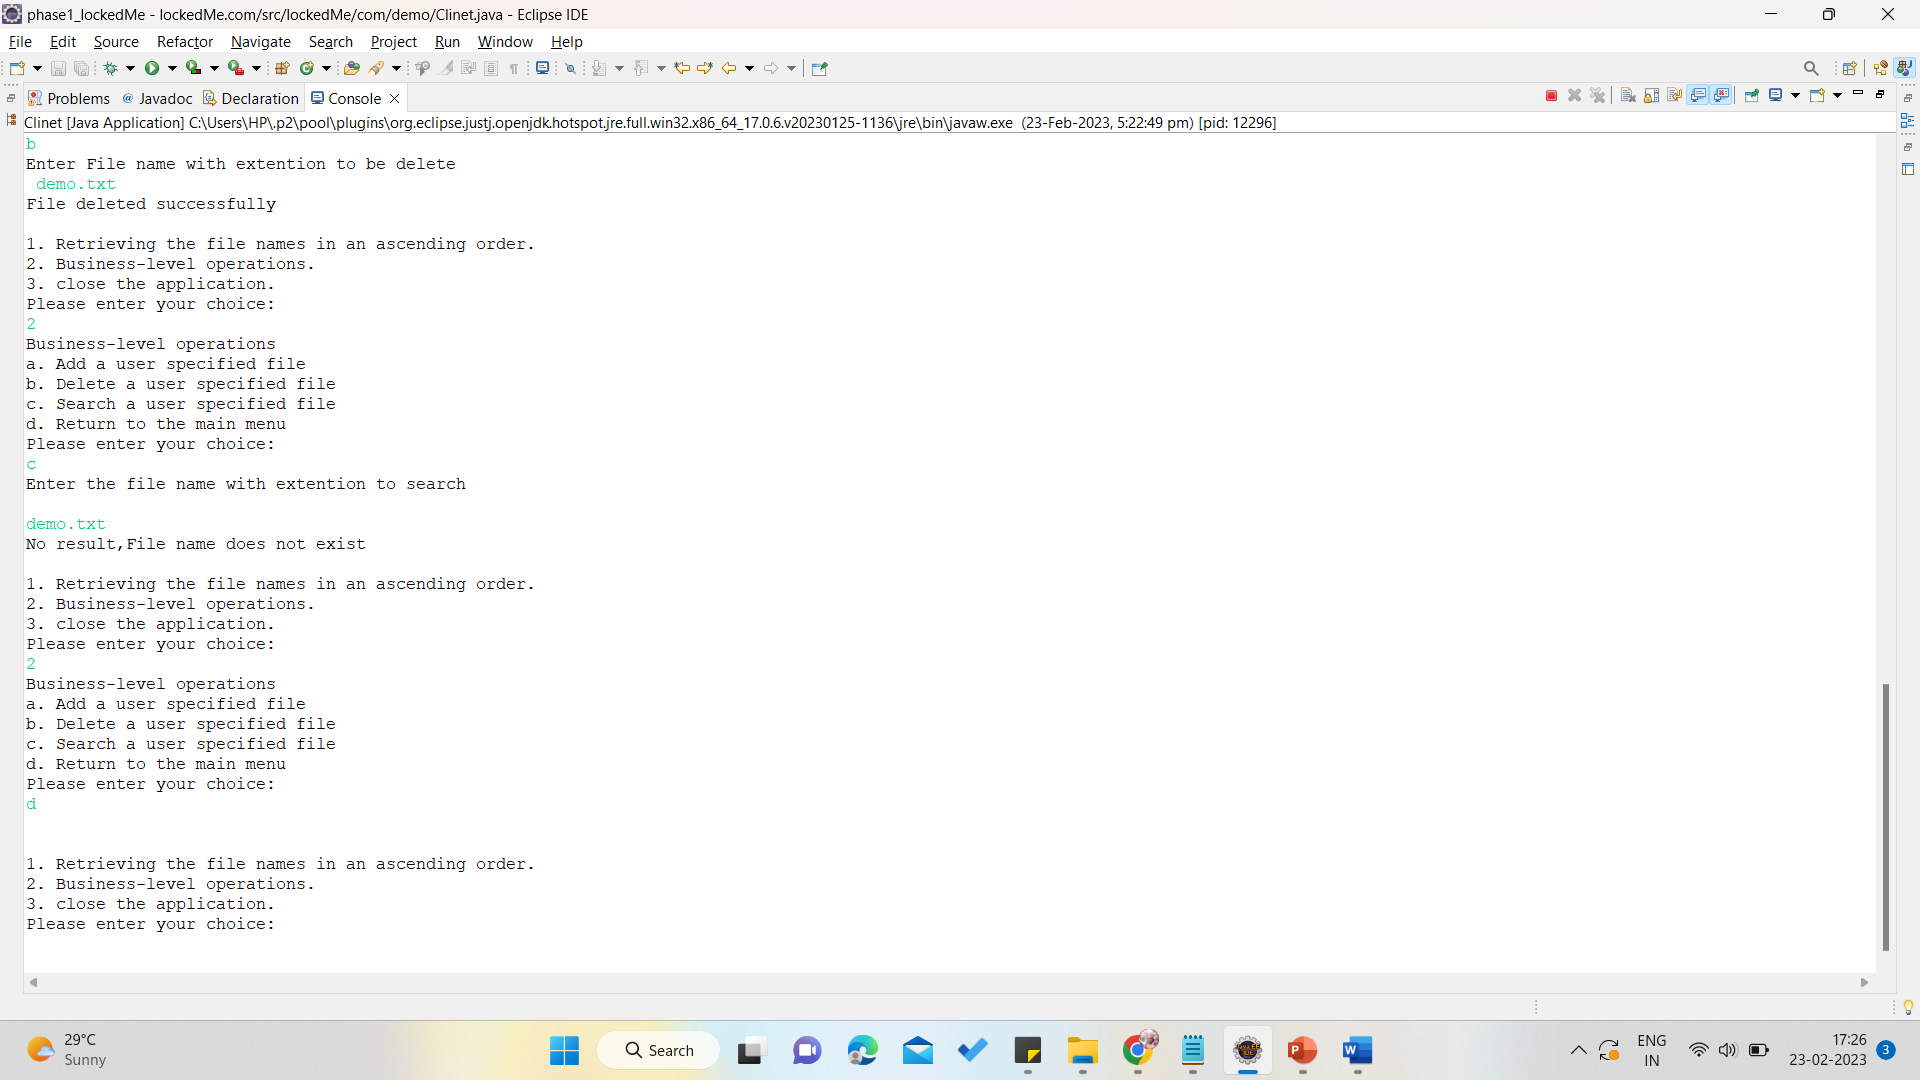 phase1_lockedMe - lockedMe.com/src/lockedMe/com/demo/Clinet.java - Eclipse IDE
File Edit Source Refactor Navigate Search Project Run Window Help
Problems @ Javadoc Declaration Console
Clinet [Java Application] C:\Users\HP\.p2\pool\plugins\org.eclipse.justj.openjdk.hotspot.jre.full.win32.x86_64_17.0.6.v20230125-1136\jre\bin\javaw.exe (23-Feb-2023, 5:22:49 pm) [pid: 12296]
b
Enter File name with extention to be delete
demo.txt
File deleted successfully
1. Retrieving the file names in an ascending order.
2. Business-level operations.
3. close the application.
Please enter your choice:
2
Business-level operations
a. Add a user specified file
b. Delete a user specified file
c. Search a user specified file
d. Return to the main menu
Please enter your choice:
c
Enter the file name with extention to search
demo.txt
No result,File name does not exist
1. Retrieving the file names in an ascending order.
2. Business-level operations.
3. close the application.
Please enter your choice:
2
Business-level operations
a. Add a user specified file
b. Delete a user specified file
c. Search a user specified file
d. Return to the main menu
Please enter your choice:
d
1. Retrieving the file names in an ascending order.
2. Business-level operations.
3. close the application.
Please enter your choice:
29°C
Sunny
Search
ENG
IN
17:26
23-02-2023
3